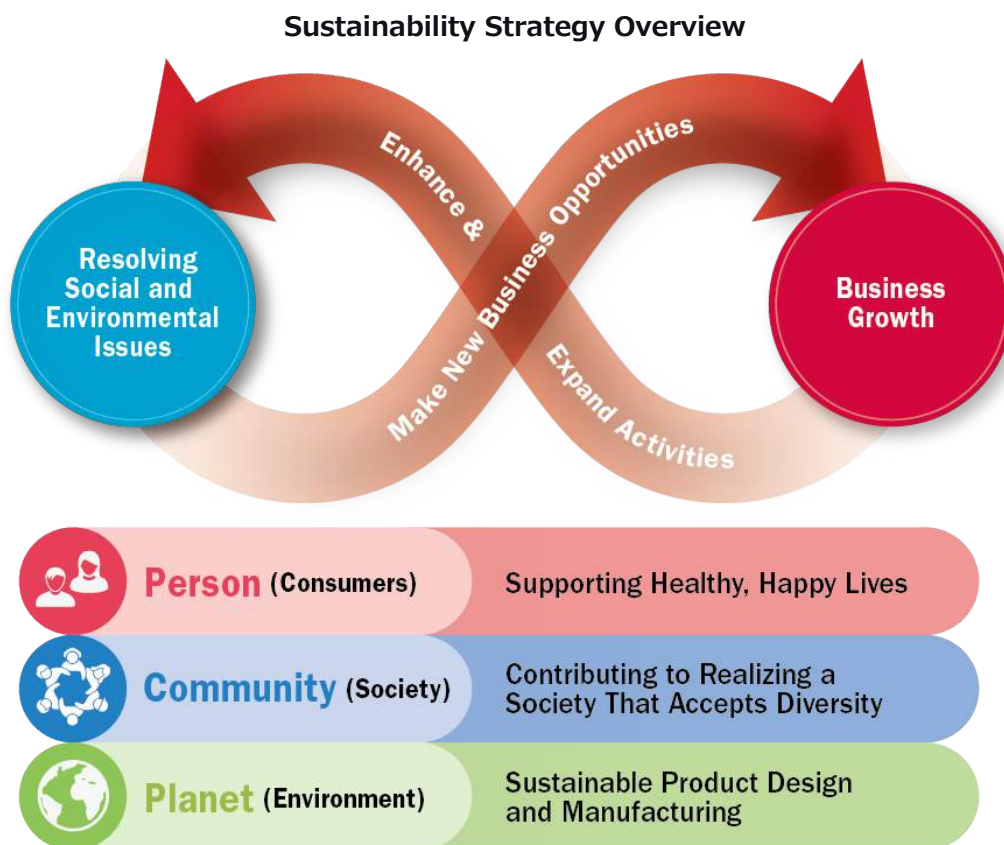 Sustainability Strategy Overview
Enhance &
Make New Business Opportunities
Expand Activities
Resolving
Social and
Environmental
Issues
Business
Growth
Person (Consumers)
Supporting Healthy, Happy Lives
Community (Society)
Contributing to Realizing a
Society That Accepts Diversity
Planet (Environment)
Sustainable Product Design
and Manufacturing